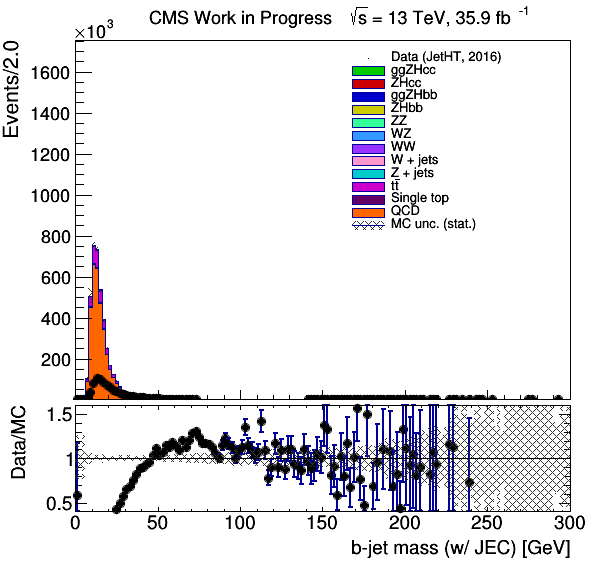 CMS Work in Progress √s = 13 TeV, 35.9 fb⁻¹
×10³
Events/2.0
1600
1400
1200
1000
800
600
400
200
Data (JetHT, 2016)
ggZHcc
ZHcc
ggZHbb
ZHbb
ZZ
WZ
WW
W + jets
Z + jets
tt̄
Single top
QCD
MC unc. (stat.)
Data/MC
1.5
1
0.5
0 50 100 150 200 250 300
b-jet mass (w/ JEC) [GeV]